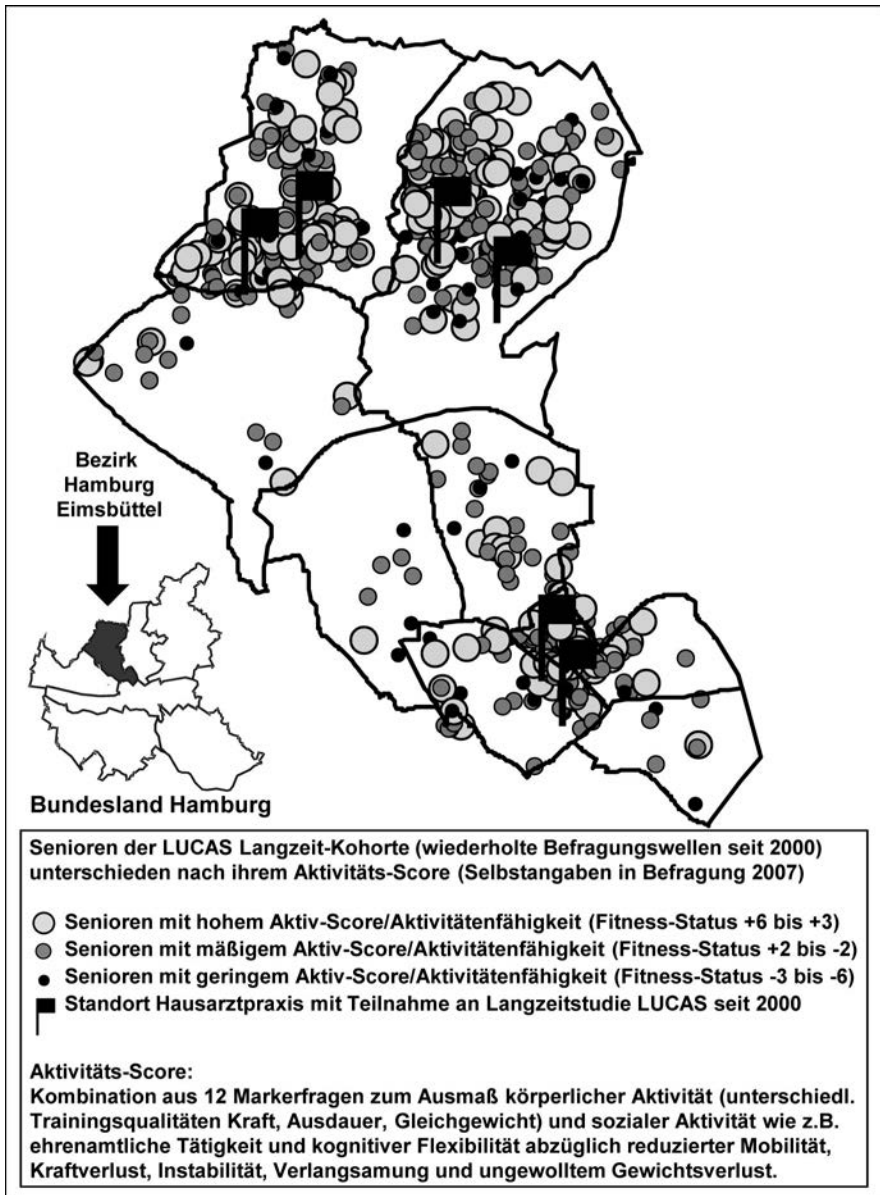 Bezirk
Hamburg
Eimsbüttel
Bundesland Hamburg
Senioren der LUCAS Langzeit-Kohorte (wiederholte Befragungswellen seit 2000)
unterschieden nach ihrem Aktivitäts-Score (Selbstangaben in Befragung 2007)
Senioren mit hohem Aktiv-Score/Aktivitätenfähigkeit (Fitness-Status +6 bis +3)
Senioren mit mäßigem Aktiv-Score/Aktivitätenfähigkeit (Fitness-Status +2 bis -2)
Senioren mit geringem Aktiv-Score/Aktivitätenfähigkeit (Fitness-Status -3 bis -6)
Standort Hausarztpraxis mit Teilnahme an Langzeitstudie LUCAS seit 2000
Aktivitäts-Score:
Kombination aus 12 Markerfragen zum Ausmaß körperlicher Aktivität (unterschiedl.
Trainingsqualitäten Kraft, Ausdauer, Gleichgewicht) und sozialer Aktivität wie z.B.
ehrenamtliche Tätigkeit und kognitiver Flexibilität abzüglich reduzierter Mobilität,
Kraftverlust, Instabilität, Verlangsamung und ungewolltem Gewichtsverlust.